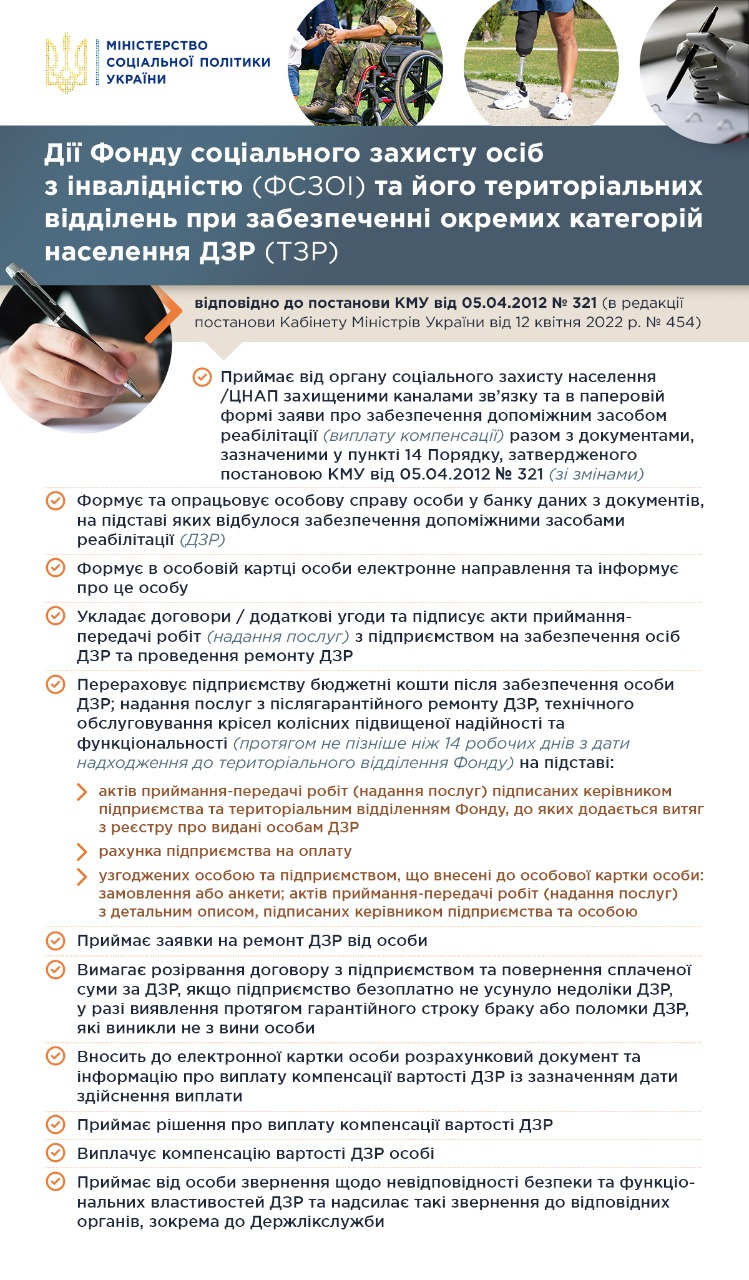 МІНІСТЕРСТВО
СОЦІАЛЬНОЇ ПОЛІТИКИ
УКРАЇНИ
Дії Фонду соціального захисту осіб
з інвалідністю (ФСЗОІ) та його територіальних
відділень при забезпеченні окремих категорій
населення ДЗР (ТЗР)
відповідно до постанови КМУ від 05.04.2012 № 321 (в редакції
постанови Кабінету Міністрів України від 12 квітня 2022 р. № 454)
Приймає від органу соціального захисту населення
/ЦНАП захищеними каналами зв’язку та в паперовій
формі заяви про забезпечення допоміжним засобом
реабілітації (виплату компенсації) разом з документами,
зазначеними у пункті 14 Порядку, затвердженого
постановою КМУ від 05.04.2012 № 321 (зі змінами)
Формує та опрацьовує особову справу особи у банку даних з документів,
на підставі яких відбулося забезпечення допоміжними засобами
реабілітації (ДЗР)
Формує в особовій картці особи електронне направлення та інформує
про це особу
Укладає договори / додаткові угоди та підписує акти приймання-
передачі робіт (надання послуг) з підприємством на забезпечення осіб
ДЗР та проведення ремонту ДЗР
Перераховує підприємству бюджетні кошти після забезпечення особи
ДЗР; надання послуг з післягарантійного ремонту ДЗР, технічного
обслуговування крісел колісних підвищеної надійності та
функціональності (протягом не пізніше ніж 14 робочих днів з дати
надходження до територіального відділення Фонду) на підставі:
актів приймання-передачі робіт (надання послуг) підписаних керівником
підприємства та територіальним відділенням Фонду, до яких додається витяг
з реєстру про видані особам ДЗР
рахунка підприємства на оплату
узгоджених особою та підприємством, що внесені до особової картки особи:
замовлення або анкети; актів приймання-передачі робіт (надання послуг)
з детальним описом, підписаних керівником підприємства та особою
Приймає заявки на ремонт ДЗР від особи
Вимагає розірвання договору з підприємством та повернення сплаченої
суми за ДЗР, якщо підприємство безоплатно не усунуло недоліки ДЗР,
у разі виявлення протягом гарантійного строку браку або поломки ДЗР,
які виникли не з вини особи
Вносить до електронної картки особи розрахунковий документ та
інформацію про виплату компенсації вартості ДЗР із зазначенням дати
здійснення виплати
Приймає рішення про виплату компенсації вартості ДЗР
Виплачує компенсацію вартості ДЗР особі
Приймає від особи звернення щодо невідповідності безпеки та функціо-
нальних властивостей ДЗР та надсилає такі звернення до відповідних
органів, зокрема до Держлікслужби